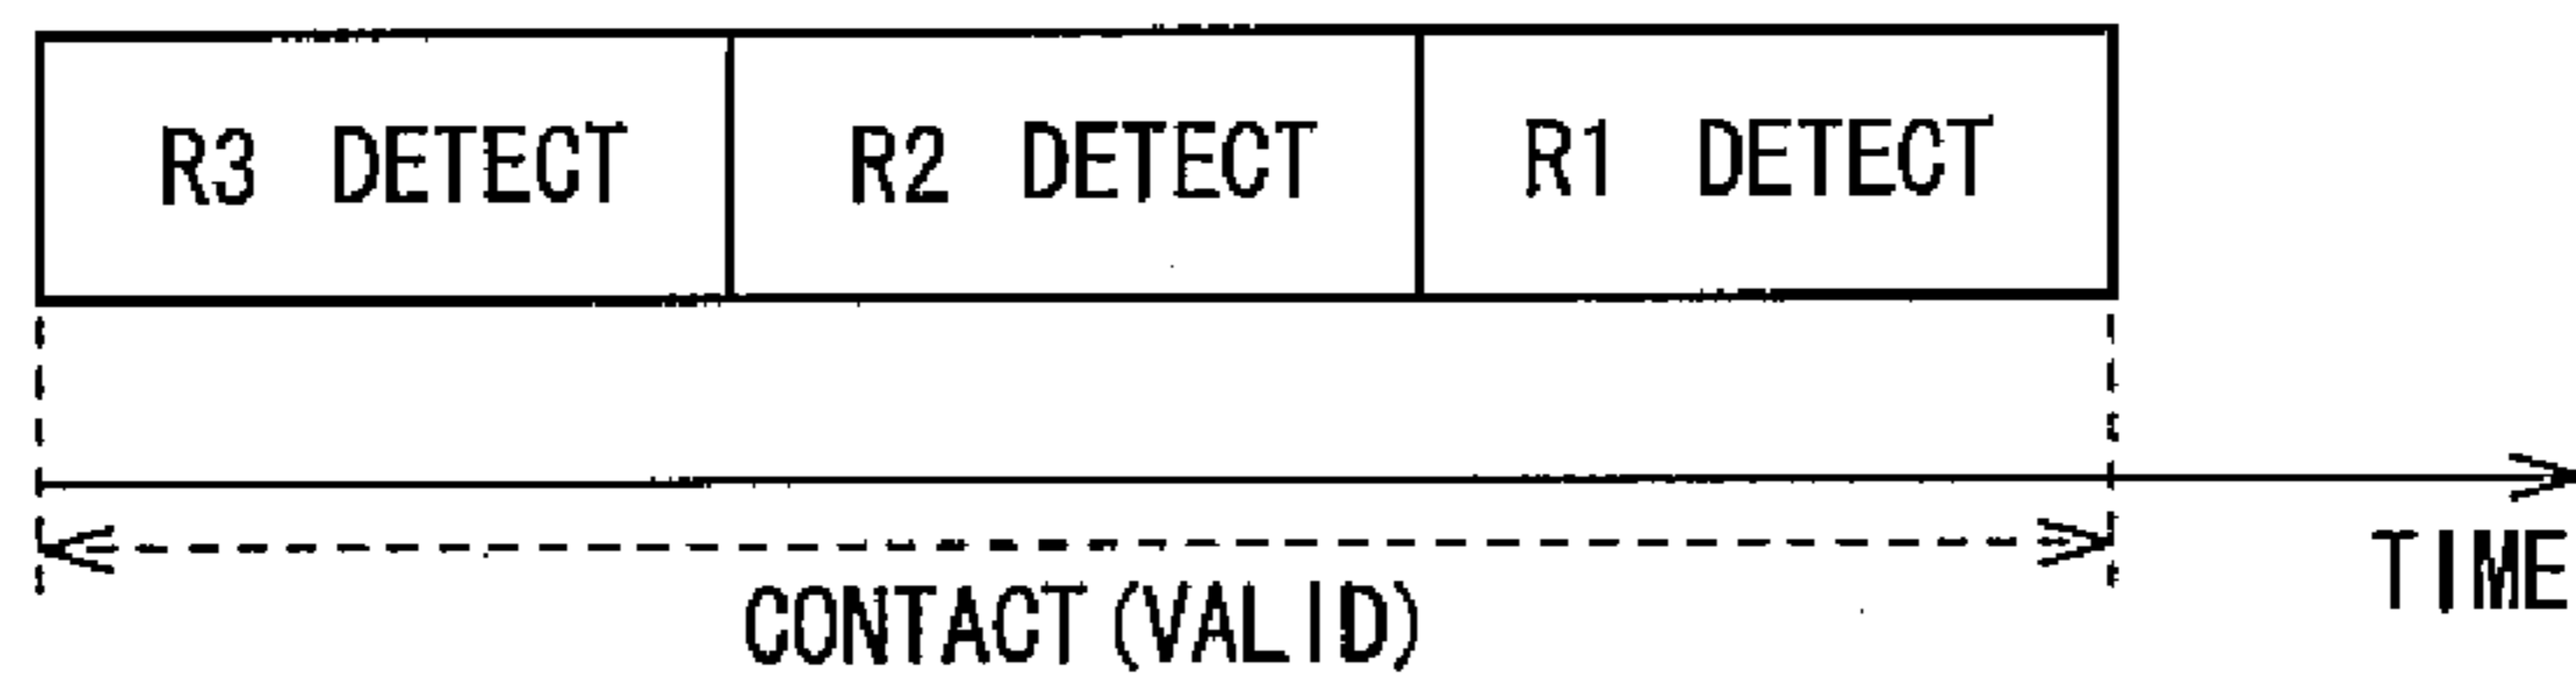 R3 DETECT R2 DETECT R1 DETECT
TIME
CONTACT(VALID)